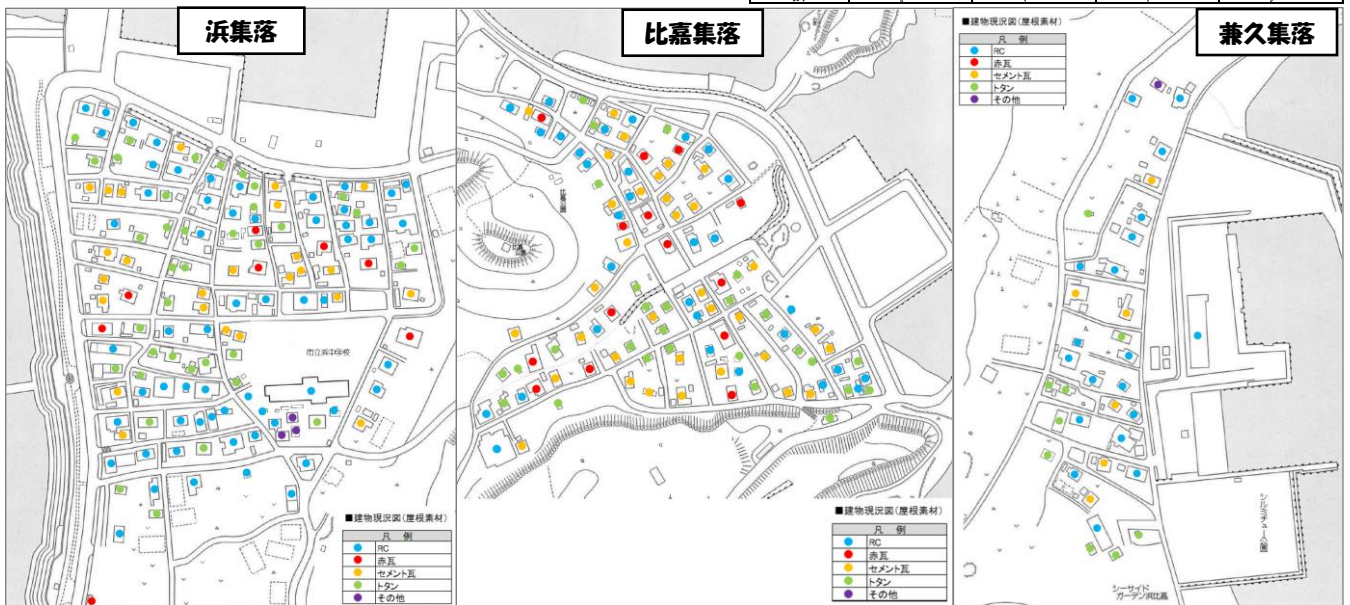 浜集落
比嘉集落
兼久集落
■建物現況図(屋根素材)
凡 例
RC
赤瓦
セメント瓦
トタン
その他
比嘉公園
市立浜中学校
■建物現況図(屋根素材)
凡 例
RC
赤瓦
セメント瓦
トタン
その他
■建物現況図(屋根素材)
凡 例
RC
赤瓦
セメント瓦
トタン
その他
シルミチュー公園
シーサイド
ガーデン浜比嘉